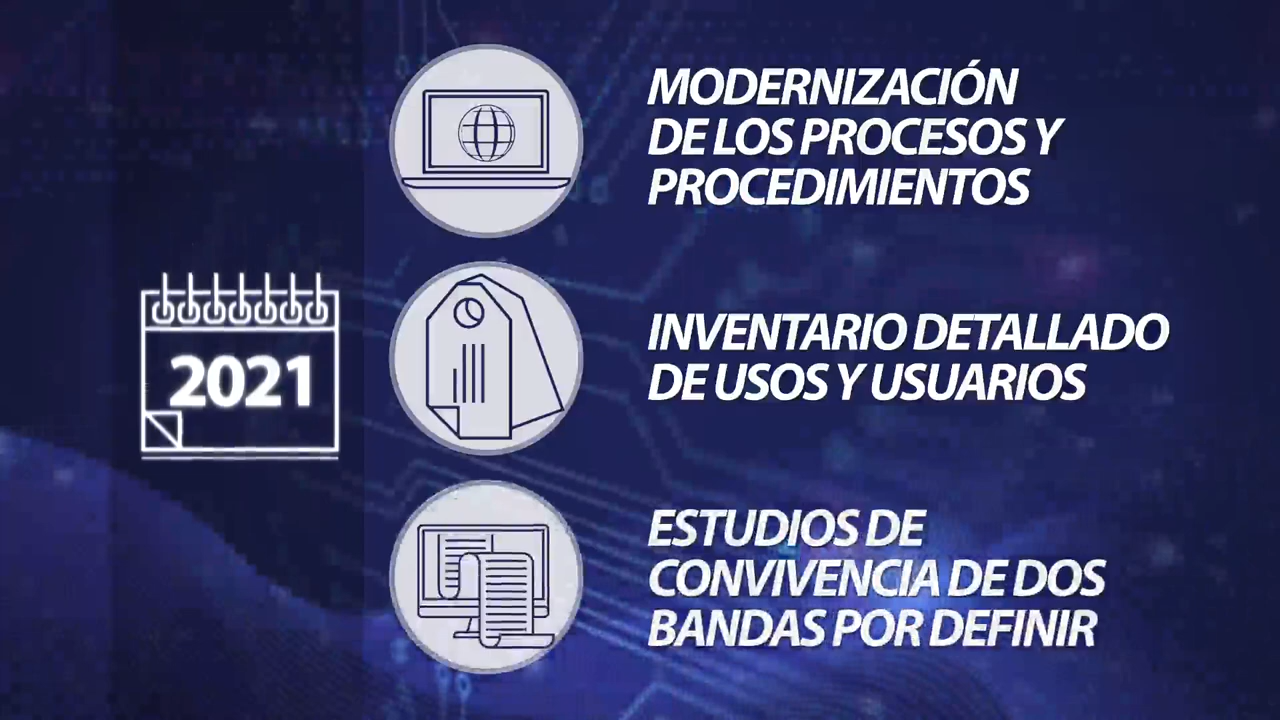 2021
MODERNIZACIÓN
DE LOS PROCESOS Y
PROCEDIMIENTOS
INVENTARIO DETALLADO
DE USOS Y USUARIOS
ESTUDIOS DE
CONVIVENCIA DE DOS
BANDAS POR DEFINIR